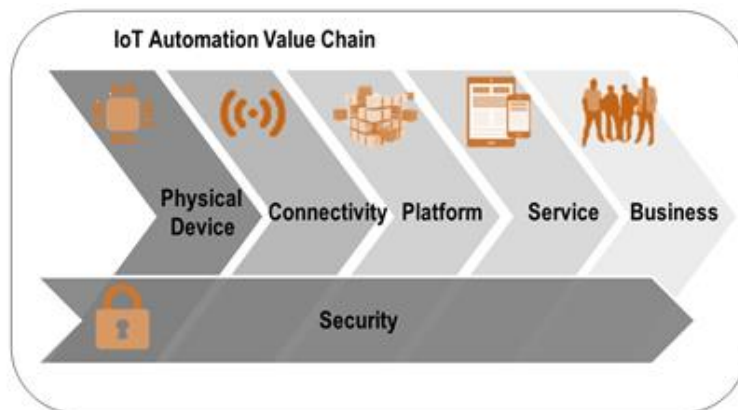 IoT Automation Value Chain
Physical
Device
Connectivity
Platform
Service
Business
Security